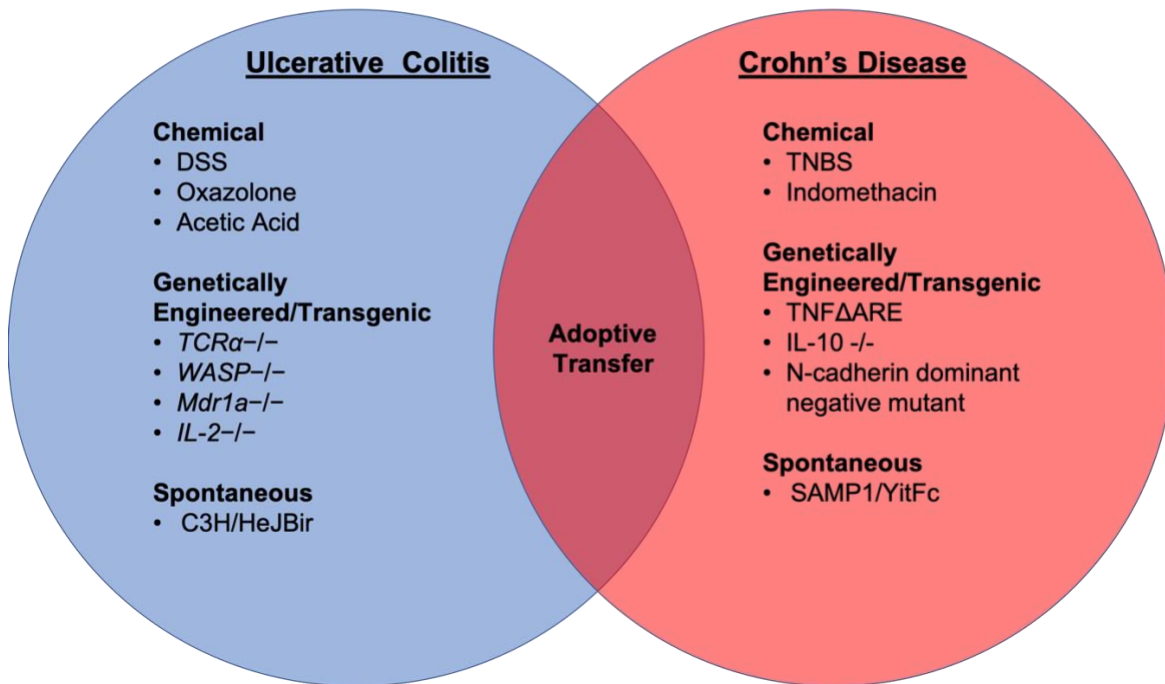 Ulcerative Colitis
Chemical
• DSS
• Oxazolone
• Acetic Acid
Genetically
Engineered/Transgenic
• TCRα−/−
• WASP−/−
• Mdr1a−/−
• IL-2−/−
Spontaneous
• C3H/HeJBir
Adoptive
Transfer
Crohn's Disease
Chemical
• TNBS
• Indomethacin
Genetically
Engineered/Transgenic
• TNFΔARE
• IL-10 -/-
• N-cadherin dominant
negative mutant
Spontaneous
• SAMP1/YitFc